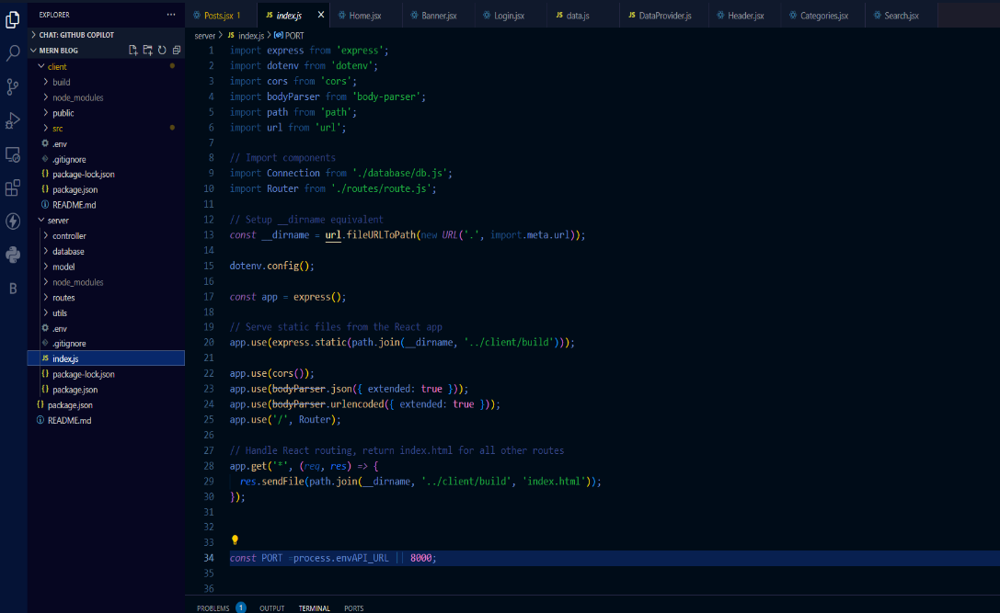 EXPLORER
CHAT: GITHUB COPILOT
MERN BLOG
client
build
node_modules
public
src
.env
.gitignore
package-lock.json
package.json
README.md
server
controller
database
model
node_modules
routes
utils
.env
.gitignore
JS index.js
package-lock.json
package.json
package.json
README.md
Posts.jsx 1
JS index.js
Home.jsx
Banner.jsx
Login.jsx
JS data.js
JS DataProvider.js
Header.jsx
Categories.jsx
Search.jsx
server > JS index.js > PORT
1 import express from 'express';
2 import dotenv from 'dotenv';
3 import cors from 'cors';
4 import bodyParser from 'body-parser';
5 import path from 'path';
6 import url from 'url';
7
8 // Import components
9 import Connection from './database/db.js';
10 import Router from './routes/route.js';
11
12 // Setup __dirname equivalent
13 const __dirname = url.fileURLToPath(new URL('.', import.meta.url));
14
15 dotenv.config();
16
17 const app = express();
18
19 // Serve static files from the React app
20 app.use(express.static(path.join(__dirname, '../client/build')));
21
22 app.use(cors());
23 app.use(bodyParser.json({ extended: true }));
24 app.use(bodyParser.urlencoded({ extended: true }));
25 app.use('/', Router);
26
27 // Handle React routing, return index.html for all other routes
28 app.get('*', (req, res) => {
29 res.sendFile(path.join(__dirname, '../client/build', 'index.html'));
30 });
31
32
33
34 const PORT =process.envAPI_URL || 8000;
35
36
PROBLEMS 1
OUTPUT
TERMINAL
PORTS